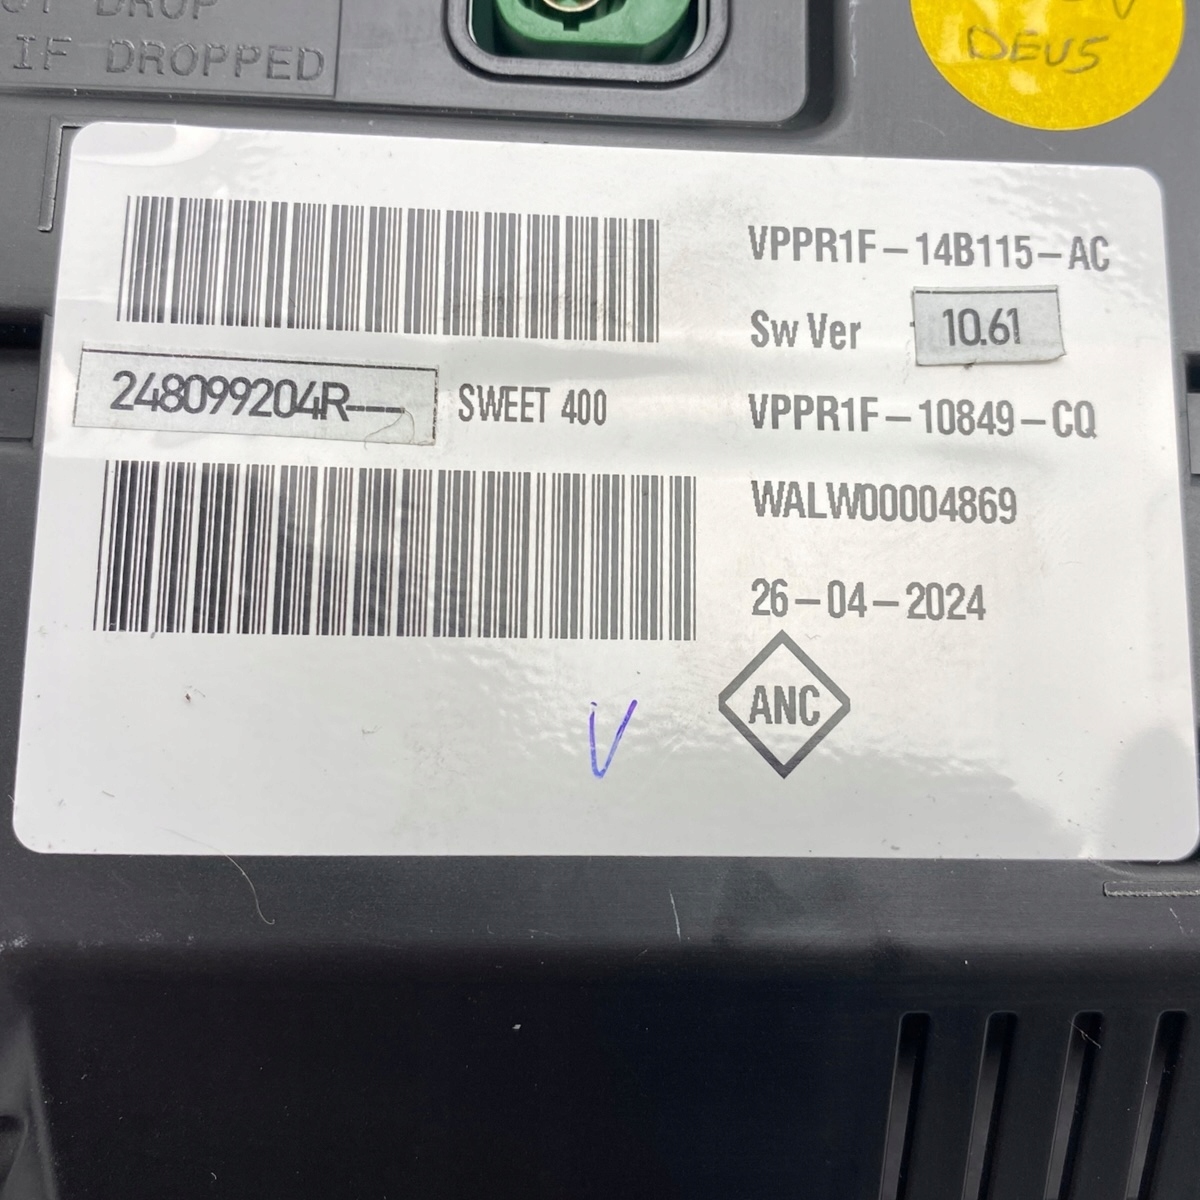 DROP
IF DROPPED
DEUS
VPPR1F-14B115-AC
Sw Ver 10.61
248099204R--- SWEET 400
VPPR1F-10849-CQ
WALW00004869
26-04-2024
ANC
V